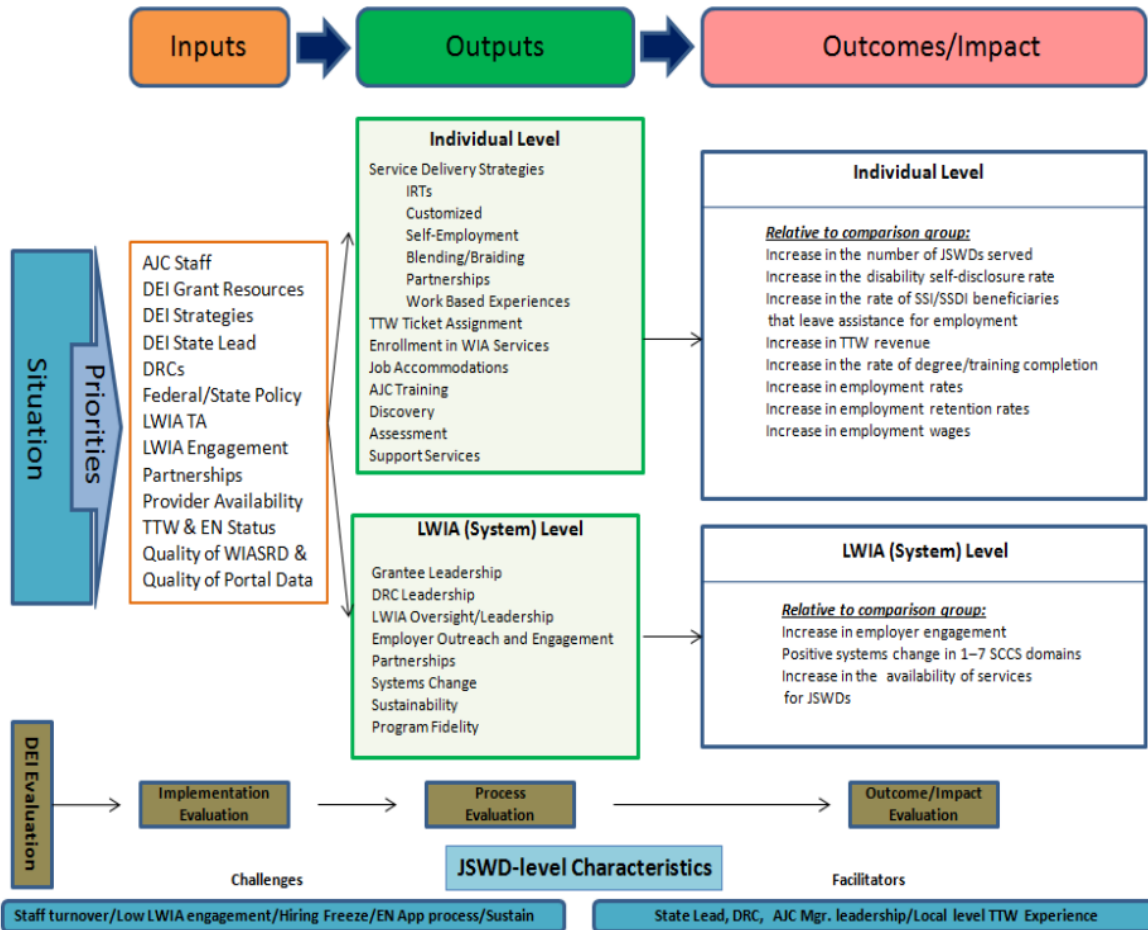 Inputs
Outputs
Outcomes/Impact
Situation
Priorities
AJC Staff
DEI Grant Resources
DEI Strategies
DEI State Lead
DRCs
Federal/State Policy
LWIA TA
LWIA Engagement
Partnerships
Provider Availability
TTW & EN Status
Quality of WIASRD &
Quality of Portal Data
Individual Level
Service Delivery Strategies
IRTs
Customized
Self-Employment
Blending/Braiding
Partnerships
Work Based Experiences
TTW Ticket Assignment
Enrollment in WIA Services
Job Accommodations
AJC Training
Discovery
Assessment
Support Services
LWIA (System) Level
Grantee Leadership
DRC Leadership
LWIA Oversight/Leadership
Employer Outreach and Engagement
Partnerships
Systems Change
Sustainability
Program Fidelity
Individual Level
Relative to comparison group:
Increase in the number of JSWDs served
Increase in the disability self-disclosure rate
Increase in the rate of SSI/SSDI beneficiaries
that leave assistance for employment
Increase in TTW revenue
Increase in the rate of degree/training completion
Increase in employment rates
Increase in employment retention rates
Increase in employment wages
LWIA (System) Level
Relative to comparison group:
Increase in employer engagement
Positive systems change in 1–7 SCCS domains
Increase in the availability of services
for JSWDs
DEI Evaluation
Implementation
Evaluation
Process
Evaluation
Outcome/Impact
Evaluation
JSWD-level Characteristics
Challenges
Facilitators
Staff turnover/Low LWIA engagement/Hiring Freeze/EN App process/Sustain
State Lead, DRC, AJC Mgr. leadership/Local level TTW Experience